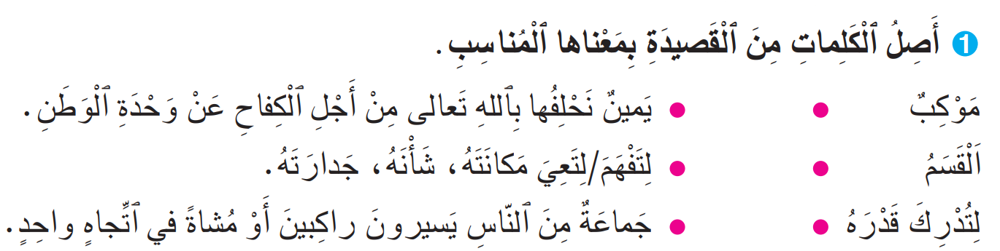 1 أَصِلُ ٱلْكَلِماتِ مِنَ ٱلْقَصيدَةِ بِمَعْناها ٱلْمُناسِبِ.
مَوْكِبٌ ● ● يَمينٌ نَحْلِفُها بِٱللهِ تَعالى مِنْ أَجْلِ ٱلْكِفاحِ عَنْ وَحْدَةِ ٱلْوَطَنِ.
اَلْقَسَمُ ● ● لِتَفْهَمَ/لِتَعِيَ مَكانَتَهُ، شَأْنَهُ، جَدارَتَهُ.
لِتُدْرِكَ قَدْرَهُ ● ● جَماعَةٌ مِنَ ٱلنّاسِ يَسيرونَ راكِبينَ أَوْ مُشاةً في ٱتِّجاهٍ واحِدٍ.